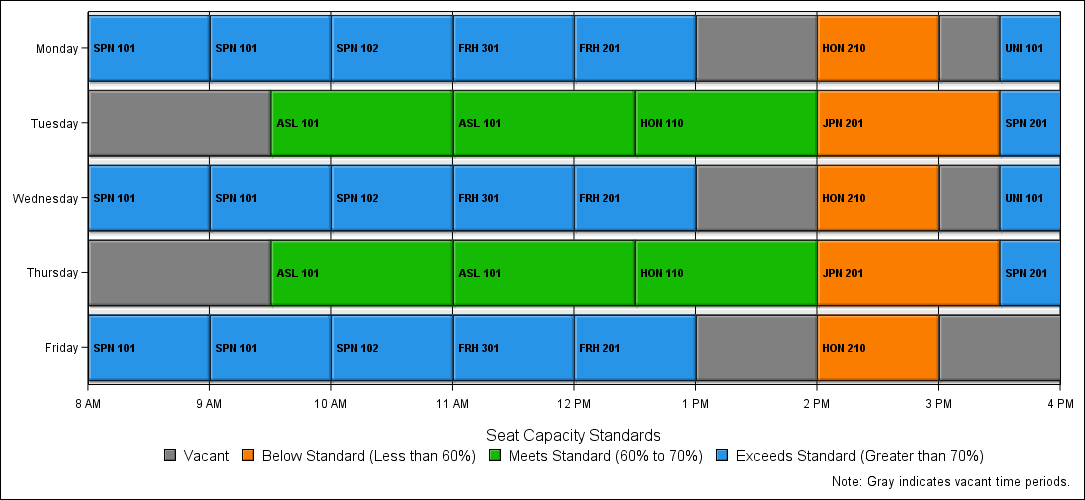 Monday SPN 101 SPN 101 SPN 102 FRH 301 FRH 201 HON 210 UNI 101
Tuesday ASL 101 ASL 101 HON 110 JPN 201 SPN 201
Wednesday SPN 101 SPN 101 SPN 102 FRH 301 FRH 201 HON 210 UNI 101
Thursday ASL 101 ASL 101 HON 110 JPN 201 SPN 201
Friday SPN 101 SPN 101 SPN 102 FRH 301 FRH 201 HON 210
8 AM 9 AM 10 AM 11 AM 12 PM 1 PM 2 PM 3 PM 4 PM
Seat Capacity Standards
Vacant Below Standard (Less than 60%) Meets Standard (60% to 70%) Exceeds Standard (Greater than 70%)
Note: Gray indicates vacant time periods.